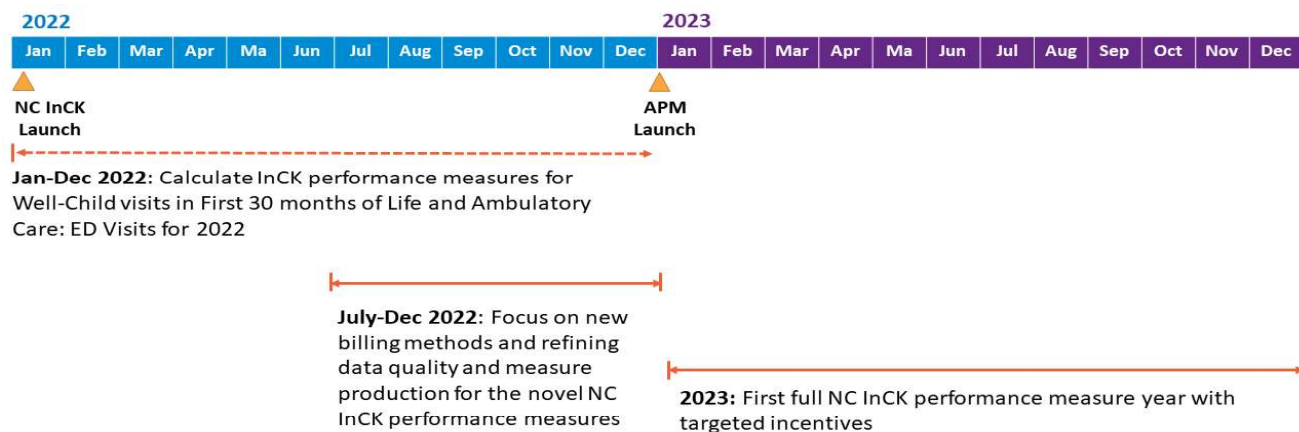 2022 2023
Jan Feb Mar Apr Ma Jun Jul Aug Sep Oct Nov Dec Jan Feb Mar Apr Ma Jun Jul Aug Sep Oct Nov Dec
NC InCK
Launch
APM
Launch
Jan-Dec 2022: Calculate InCK performance measures for
Well-Child visits in First 30 months of Life and Ambulatory
Care: ED Visits for 2022
July-Dec 2022: Focus on new
billing methods and refining
data quality and measure
production for the novel NC
InCK performance measures
2023: First full NC InCK performance measure year with
targeted incentives